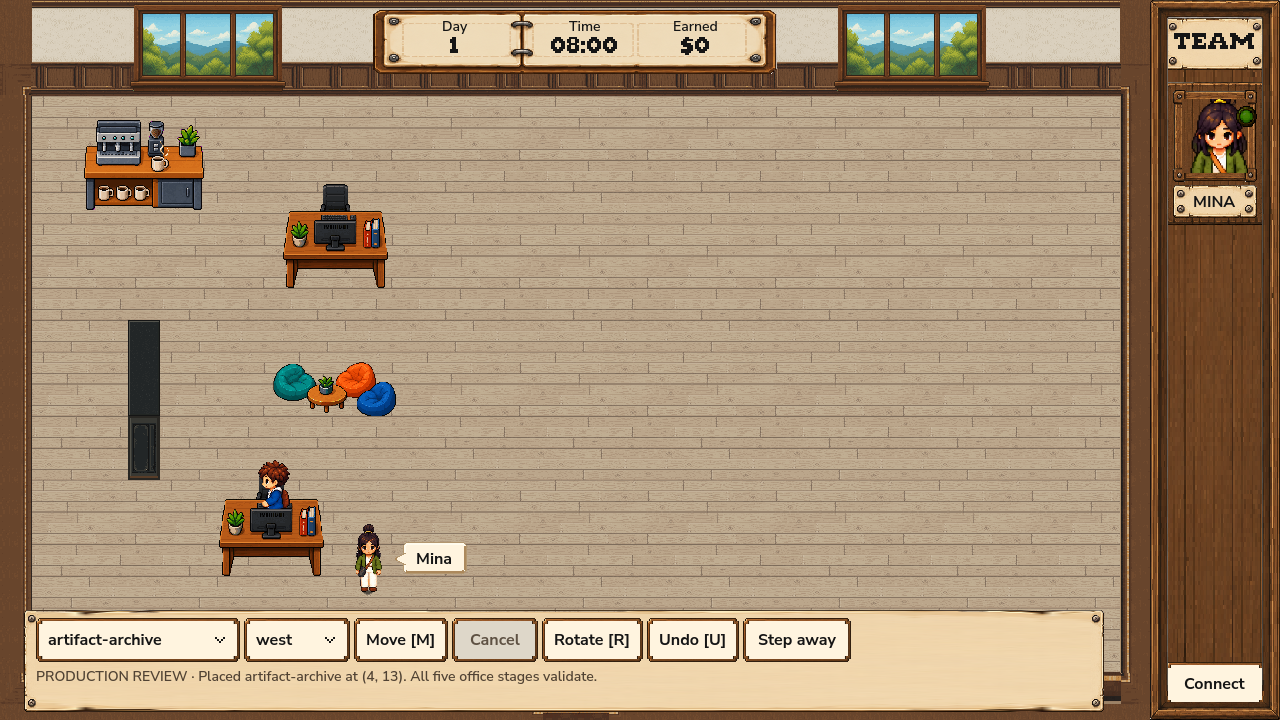 Day
1
Time
08:00
Earned
$0
TEAM
MINA
Mina
artifact-archive
west
Move [M]
Cancel
Rotate [R]
Undo [U]
Step away
PRODUCTION REVIEW · Placed artifact-archive at (4, 13). All five office stages validate.
Connect